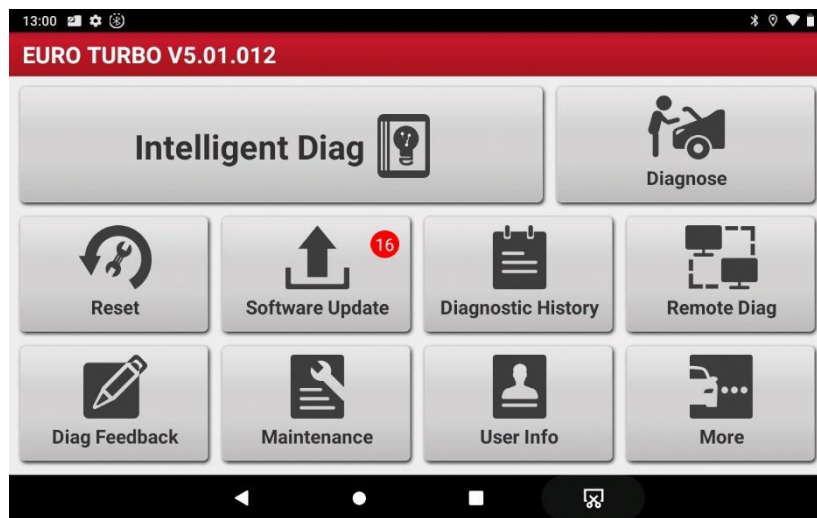 13:00
EURO TURBO V5.01.012
Intelligent Diag
Diagnose
Reset
16
Software Update
Diagnostic History
Remote Diag
Diag Feedback
Maintenance
User Info
More